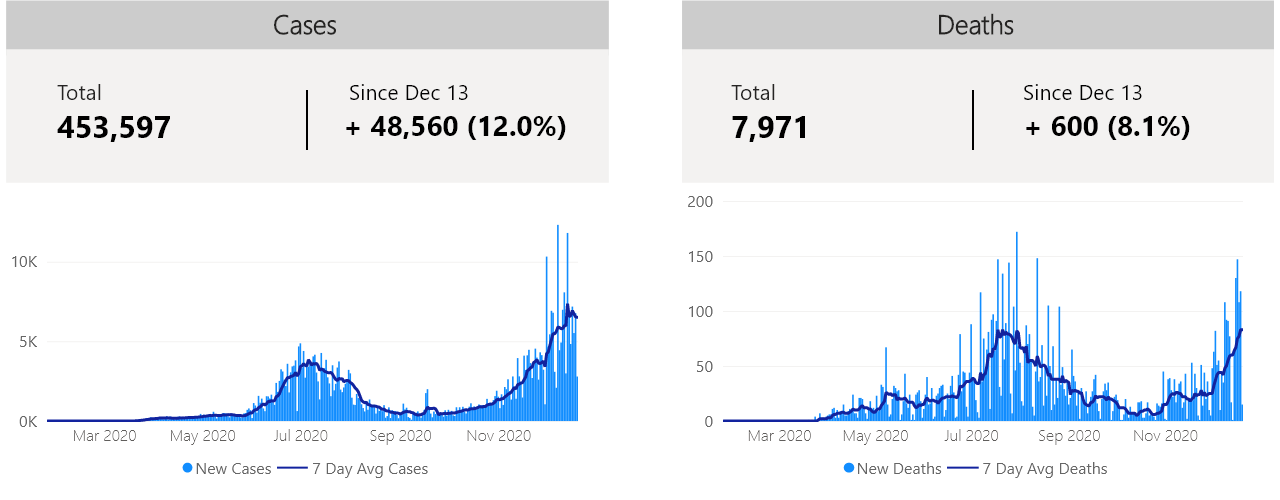 Cases
Total
453,597
Since Dec 13
+ 48,560 (12.0%)
10K
5K
0K
Mar 2020 May 2020 Jul 2020 Sep 2020 Nov 2020
New Cases 7 Day Avg Cases
Deaths
Total
7,971
Since Dec 13
+ 600 (8.1%)
200
150
100
50
0
Mar 2020 May 2020 Jul 2020 Sep 2020 Nov 2020
New Deaths 7 Day Avg Deaths